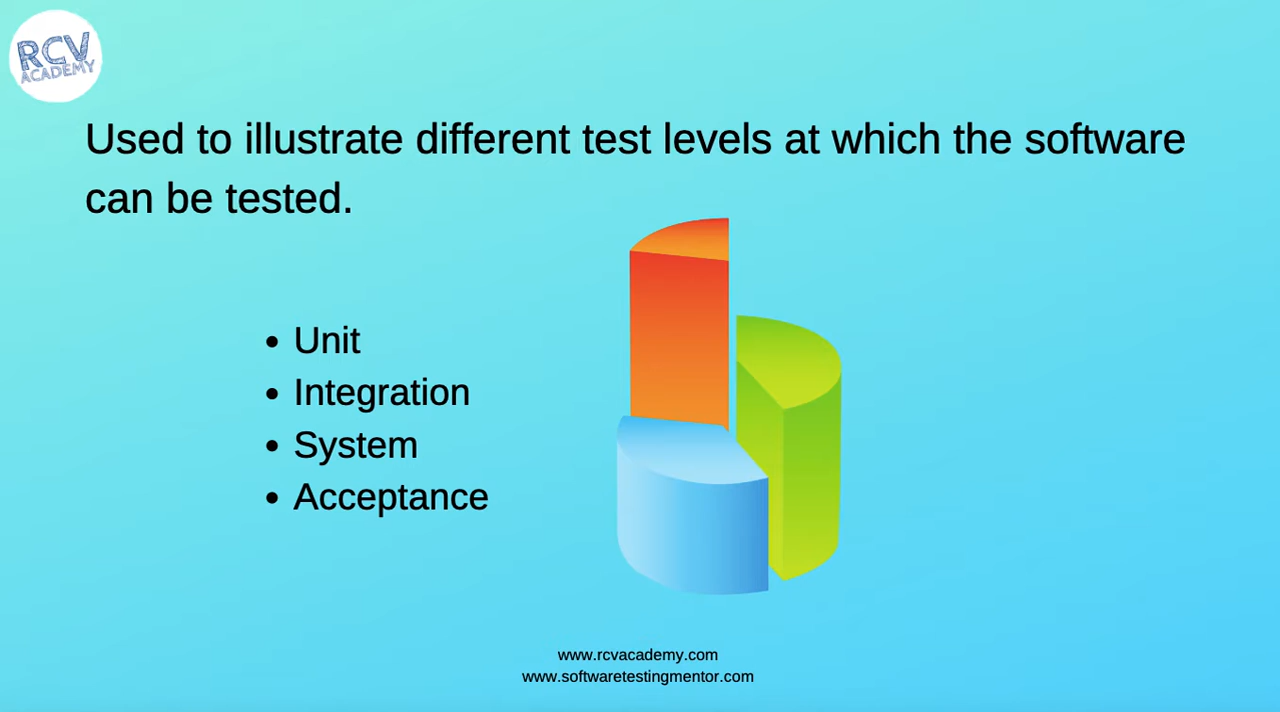 RCV
ACADEMY
Used to illustrate different test levels at which the software
can be tested.
• Unit
• Integration
• System
• Acceptance
www.rcvacademy.com
www.softwaretestingmentor.com